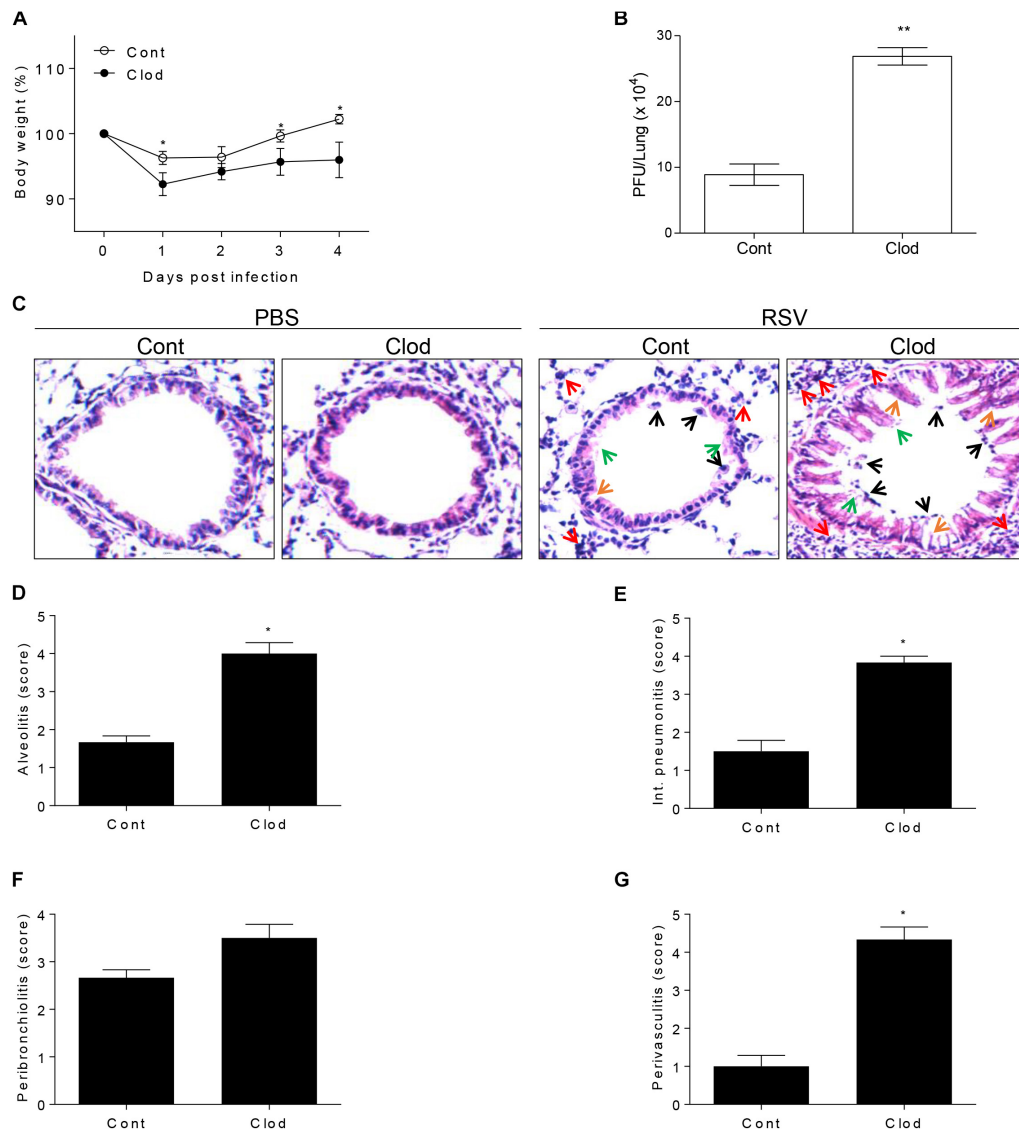 A
Cont
Clod
Body weight (%)
110
100
90
*
*
*
0 1 2 3 4
Days post infection
B
PFU/Lung (x 10⁴)
30
20
10
0
**
Cont Clod
C
PBS RSV
Cont Clod Cont Clod
D
Alveolitis (score)
5
4
3
2
1
0
*
Cont Clod
E
Int. pneumonitis (score)
5
4
3
2
1
0
*
Cont Clod
F
Peribronchiolitis (score)
4
3
2
1
0
Cont Clod
G
Perivasculitis (score)
5
4
3
2
1
0
*
Cont Clod